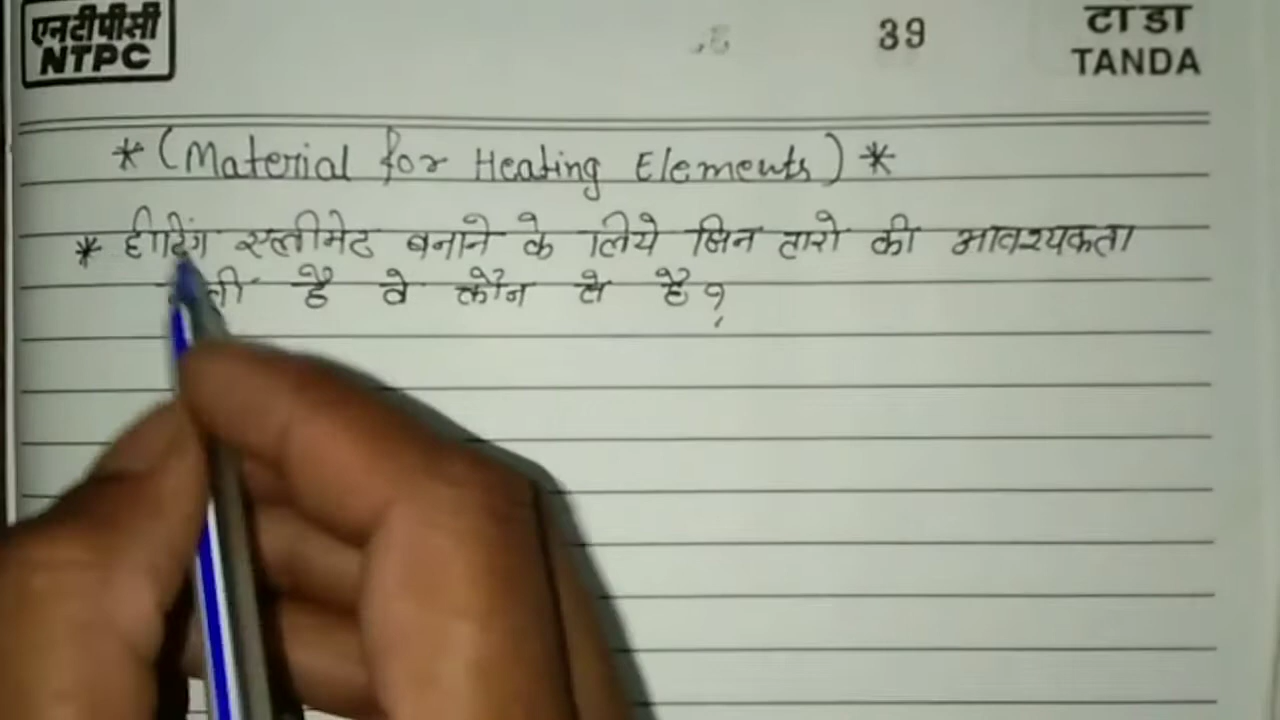 एनटीपीसी
NTPC
39
टांडा
TANDA
* (Material for Heating Elements) *
* हीटिंग एलीमेंट बनाने के लिये जिन तारो की आवश्यकता
है वे कौन से है?